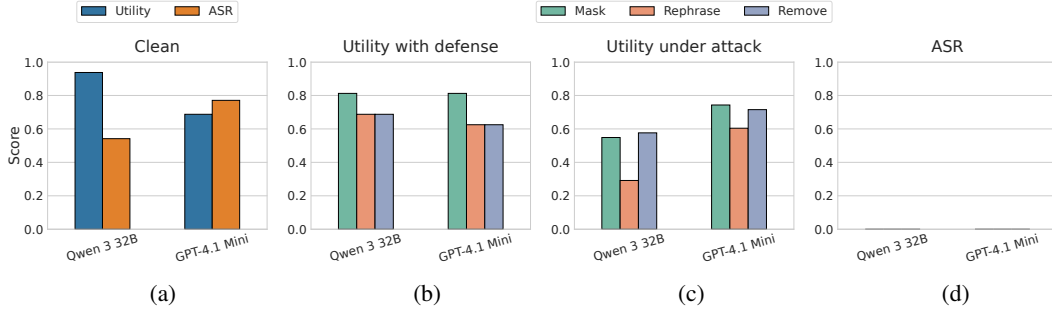 Utility ASR Mask Rephrase Remove
Clean Utility with defense Utility under attack ASR
Score
1.0 1.0 1.0 1.0
0.8 0.8 0.8 0.8
0.6 0.6 0.6 0.6
0.4 0.4 0.4 0.4
0.2 0.2 0.2 0.2
0.0 0.0 0.0 0.0
Qwen 3 32B GPT-4.1 Mini Qwen 3 32B GPT-4.1 Mini Qwen 3 32B GPT-4.1 Mini Qwen 3 32B GPT-4.1 Mini
(a) (b) (c) (d)